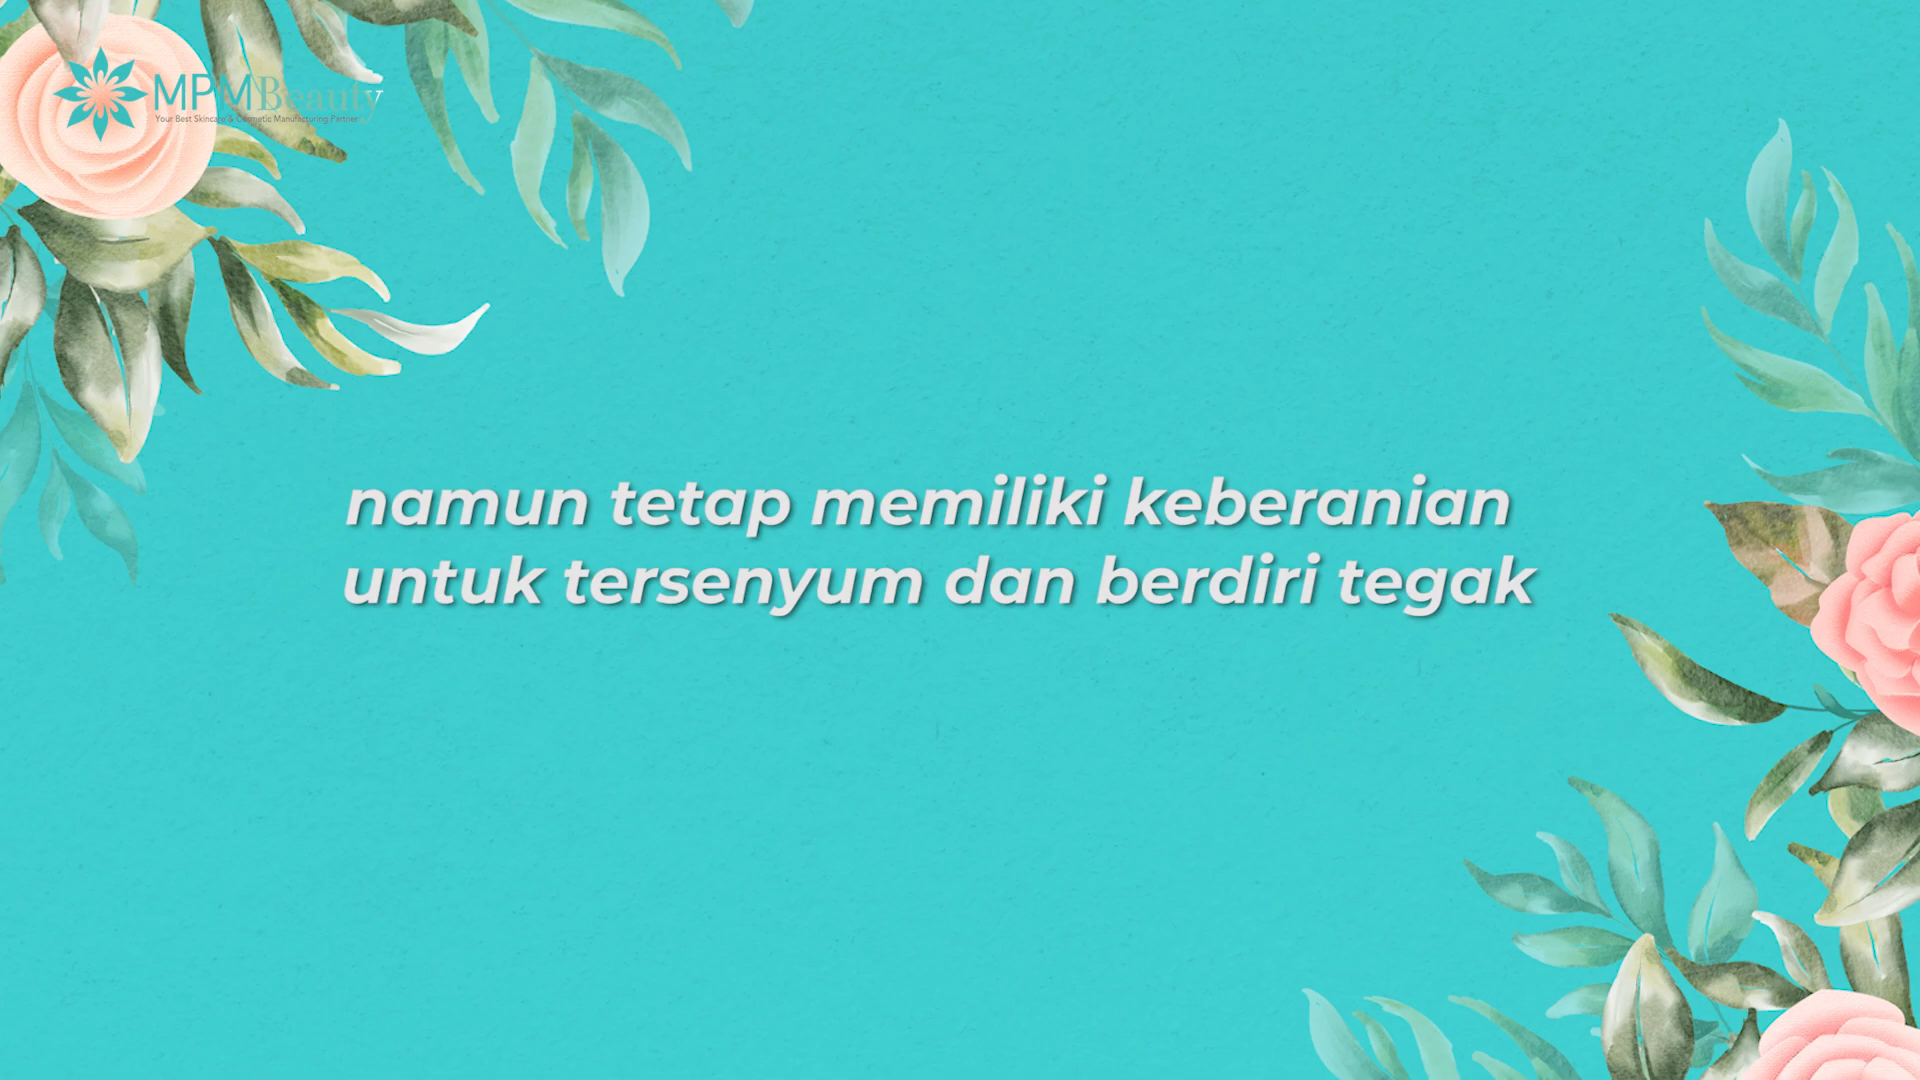 MPMBeauty
Your Best Skincare & Cosmetic Manufacturing Partner
namun tetap memiliki keberanian
untuk tersenyum dan berdiri tegak